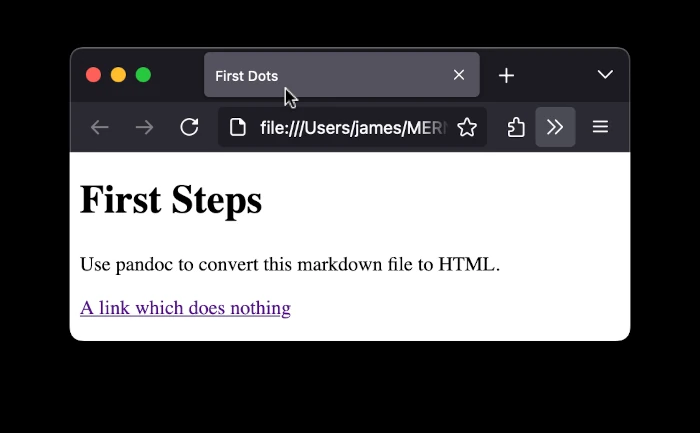 First Dots
file:///Users/james/MER
First Steps
Use pandoc to convert this markdown file to HTML.
A link which does nothing